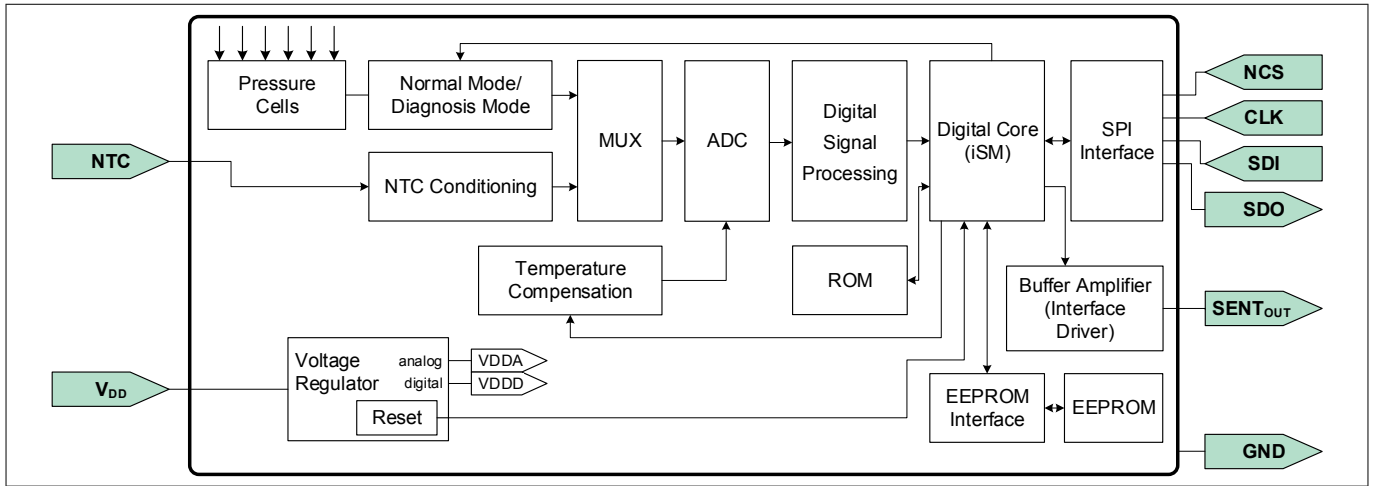 Pressure
Cells
Normal Mode/
Diagnosis Mode
MUX
ADC
Digital
Signal
Processing
Digital Core
(iSM)
SPI
Interface
NCS
CLK
SDI
SDO
NTC
NTC Conditioning
Temperature
Compensation
ROM
Buffer Amplifier
(Interface
Driver)
SENTOUT
VDD
Voltage
Regulator
analog
digital
VDDA
VDDD
Reset
EEPROM
Interface
EEPROM
GND